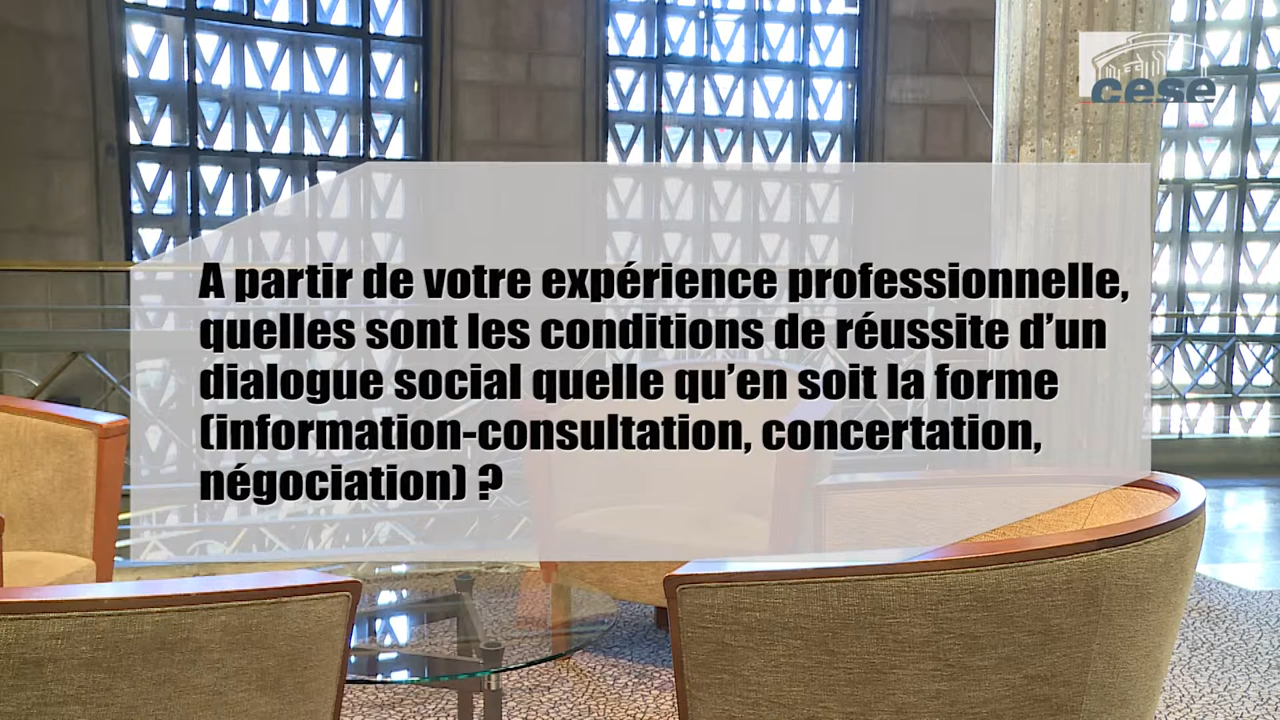 cese
A partir de votre expérience professionnelle,
quelles sont les conditions de réussite d’un
dialogue social quelle qu’en soit la forme
(information-consultation, concertation,
négociation) ?